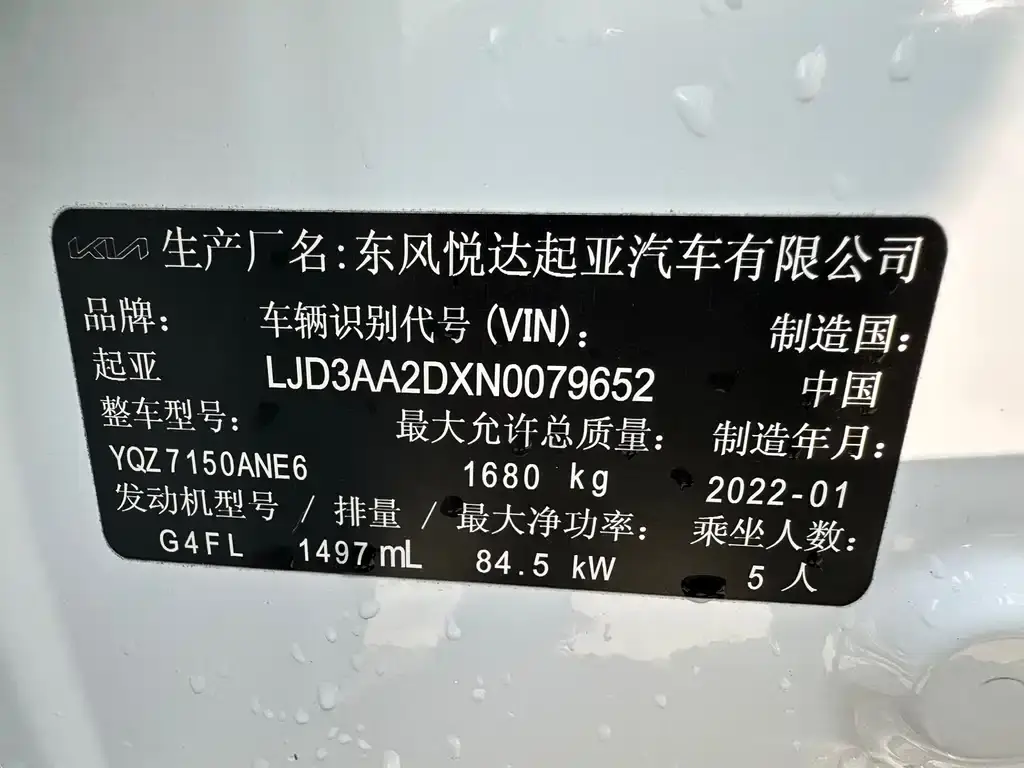 KIA 生产厂名:东风悦达起亚汽车有限公司
品牌: 车辆识别代号(VIN): 制造国:
起亚 LJD3AA2DXN0079652 中国
整车型号: 最大允许总质量: 制造年月:
YQZ7150ANE6 1680 kg 2022-01
发动机型号 / 排量 / 最大净功率: 乘坐人数:
G4FL 1497mL 84.5 kW 5 人